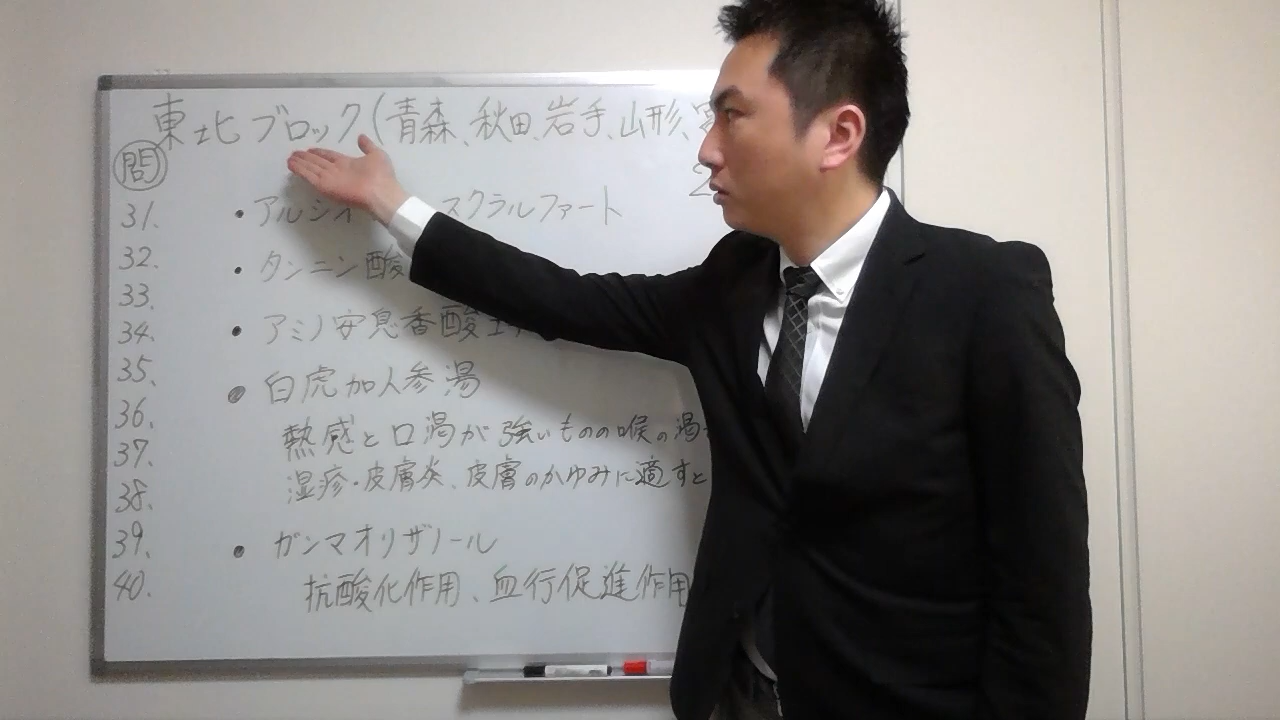 東北ブロック(青森、秋田、岩手、山形、
問
31. ・アルシオ スクラルファート
32. ・タンニン酸
33.
34. ・アミノ安息香酸エチ
35.
・白虎加人参湯
36.
熱感と口渇が強いものの喉の渇
37.
湿疹・皮膚炎、皮膚のかゆみに適すと
38.
39. ・ガンマオリザノール
40. 抗酸化作用、血行促進作用